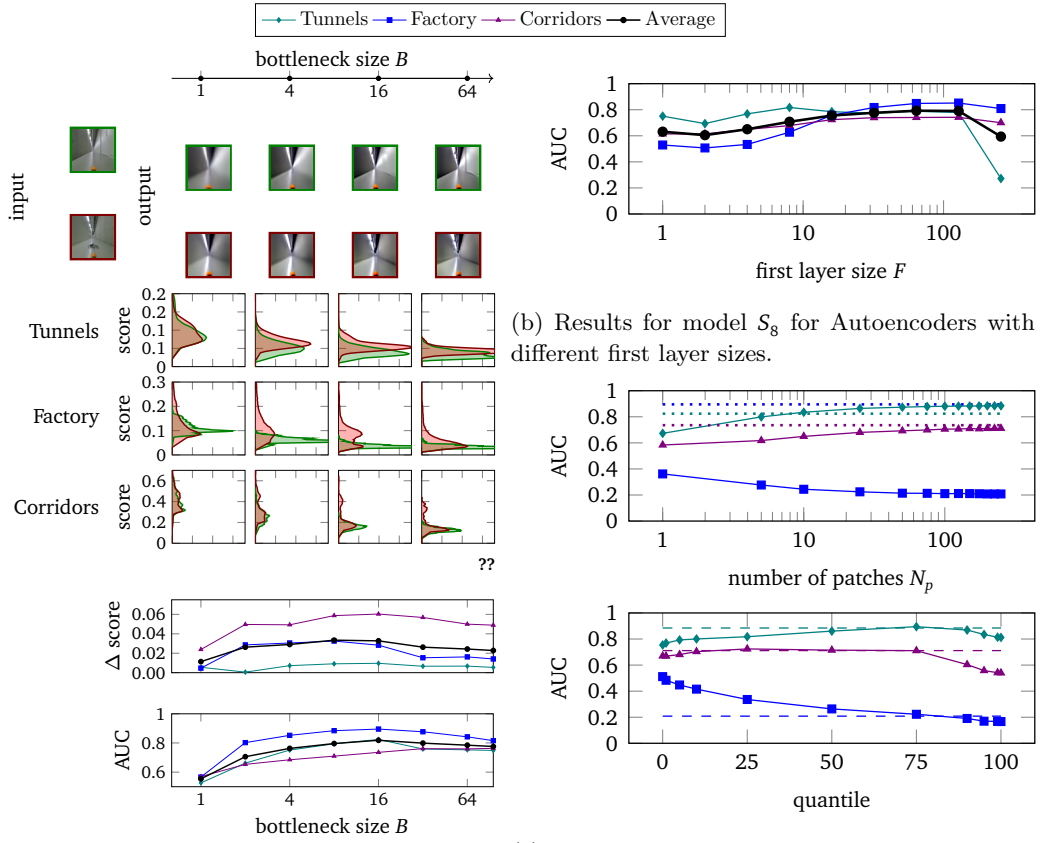 Tunnels Factory Corridors Average
bottleneck size B
1 4 16 64
input
output
Tunnels
score
0.2
0.2
0.1
0.1
0
Factory
score
0.3
0.2
0.1
0
Corridors
score
0.6
0.4
0.2
0
??
Δ score
0.06
0.04
0.02
0.00
AUC
1
0.8
0.6
1 4 16 64
bottleneck size B
AUC
1
0.8
0.6
0.4
0.2
0
1 10 100
first layer size F
(b) Results for model S8 for Autoencoders with
different first layer sizes.
AUC
1
0.8
0.6
0.4
0.2
0
1 10 100
number of patches Np
AUC
1
0.8
0.6
0.4
0.2
0
0 25 50 75 100
quantile